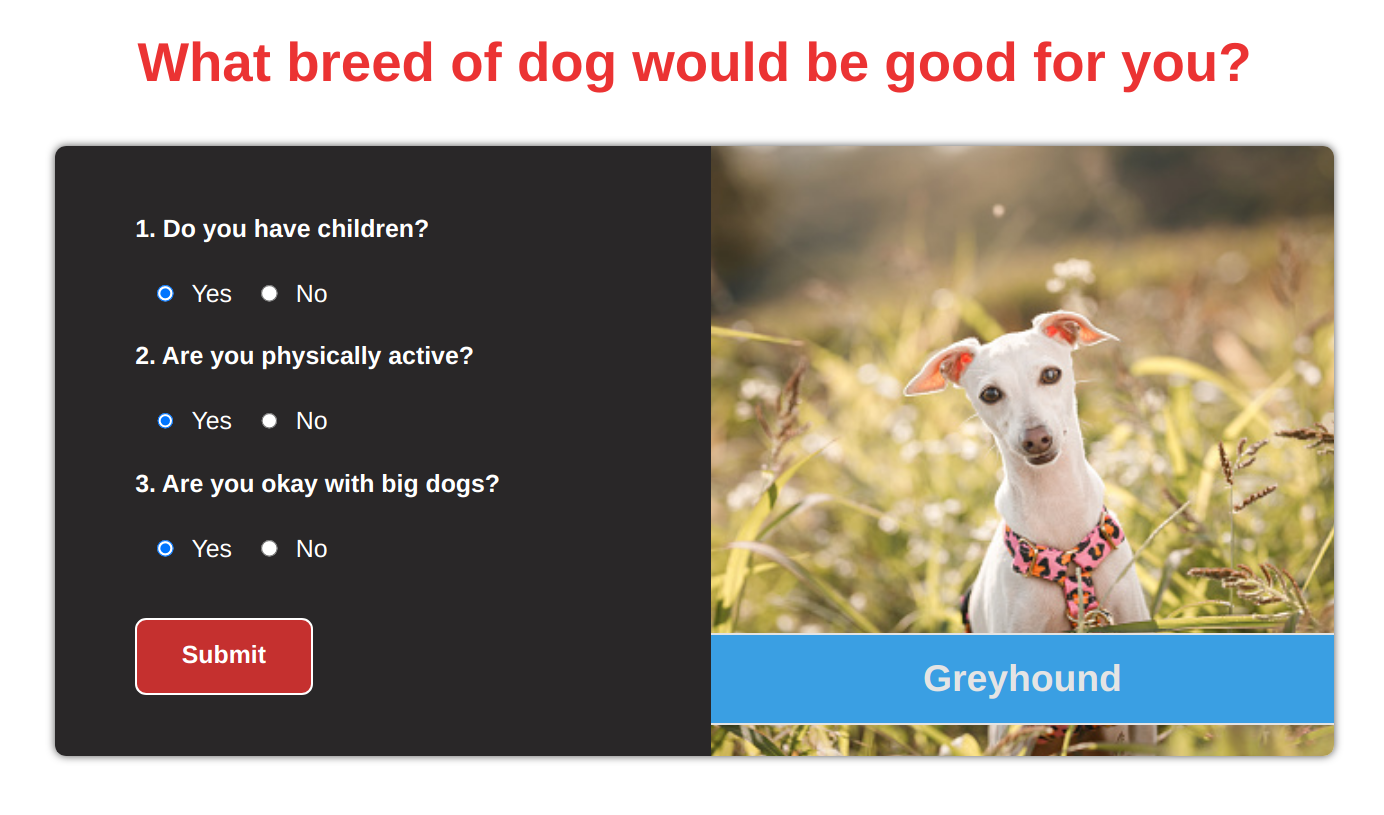 What breed of dog would be good for you?
1. Do you have children?
Yes No
2. Are you physically active?
Yes No
3. Are you okay with big dogs?
Yes No
Submit
Greyhound